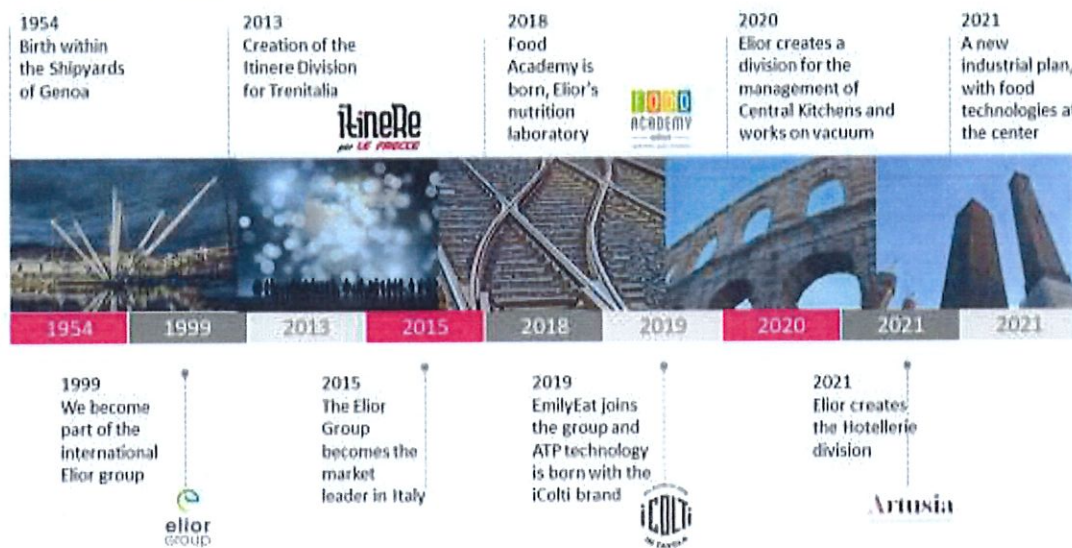 1954
Birth within
the Shipyards
of Genoa
2013
Creation of the
Itinere Division
for Trenitalia
itineRe
per LE FRECCE
2018
Food
Academy is
born, Elior's
nutrition
laboratory
FOOD
ACADEMY
2020
Elior creates a
division for the
management of
Central Kitchens and
works on vacuum
2021
A new
industrial plan,
with food
technologies at
the center
1954
1999
2013
2015
2018
2019
2020
2021
2021
1999
We become
part of the
international
Elior group
elior
GROUP
2015
The Elior
Group
becomes the
market
leader in Italy
2019
EmilyEat joins
the group and
ATP technology
is born with the
iColti brand
iCOLTi
IN TAVOLA
2021
Elior creates
the Hotellerie
division
Artusia